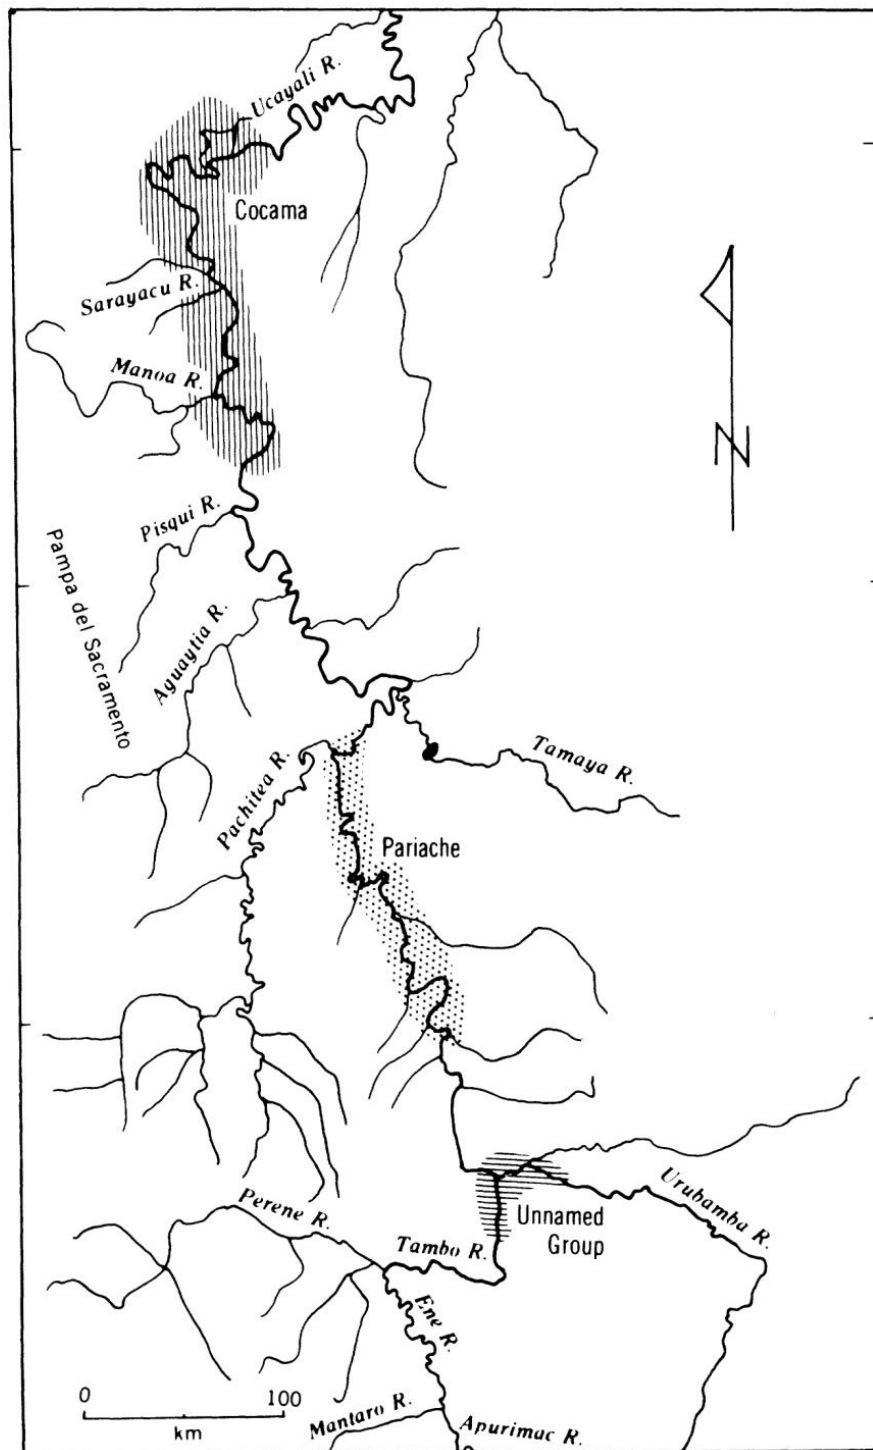 Ucayali R.
Cocama
Sarayacu R.
Manoa R.
N
Pisqui R.
Pampa del Sacramento
Aguaytia R.
Tamaya R.
Pachitea R.
Pariache
Urubamba R.
Perene R.
Unnamed
Group
Tambo R.
Ene R.
0 100
km
Mantaro R.
Apurimac R.